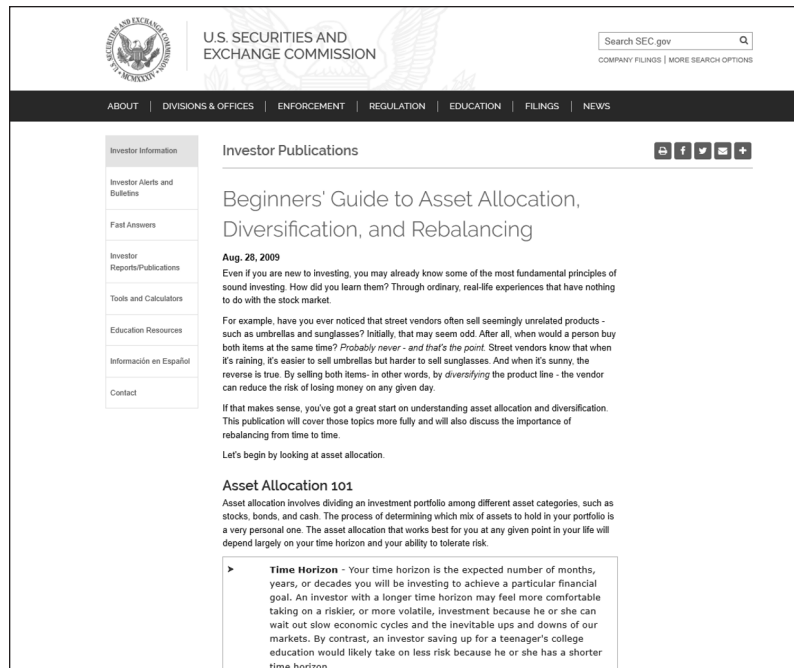 U.S. SECURITIES AND EXCHANGE COMMISSION
MCMXXXIV
U.S. SECURITIES AND
EXCHANGE COMMISSION
Search SEC.gov
COMPANY FILINGS | MORE SEARCH OPTIONS
ABOUT | DIVISIONS & OFFICES | ENFORCEMENT | REGULATION | EDUCATION | FILINGS | NEWS
Investor Information
Investor Alerts and
Bulletins
Fast Answers
Investor
Reports/Publications
Tools and Calculators
Education Resources
Información en Español
Contact
Investor Publications
Beginners' Guide to Asset Allocation,
Diversification, and Rebalancing
Aug. 28, 2009
Even if you are new to investing, you may already know some of the most fundamental principles of
sound investing. How did you learn them? Through ordinary, real-life experiences that have nothing
to do with the stock market.
For example, have you ever noticed that street vendors often sell seemingly unrelated products -
such as umbrellas and sunglasses? Initially, that may seem odd. After all, when would a person buy
both items at the same time? Probably never - and that's the point. Street vendors know that when
it's raining, it's easier to sell umbrellas but harder to sell sunglasses. And when it's sunny, the
reverse is true. By selling both items- in other words, by diversifying the product line - the vendor
can reduce the risk of losing money on any given day.
If that makes sense, you've got a great start on understanding asset allocation and diversification.
This publication will cover those topics more fully and will also discuss the importance of
rebalancing from time to time.
Let's begin by looking at asset allocation.
Asset Allocation 101
Asset allocation involves dividing an investment portfolio among different asset categories, such as
stocks, bonds, and cash. The process of determining which mix of assets to hold in your portfolio is
a very personal one. The asset allocation that works best for you at any given point in your life will
depend largely on your time horizon and your ability to tolerate risk.
➤ Time Horizon - Your time horizon is the expected number of months,
years, or decades you will be investing to achieve a particular financial
goal. An investor with a longer time horizon may feel more comfortable
taking on a riskier, or more volatile, investment because he or she can
wait out slow economic cycles and the inevitable ups and downs of our
markets. By contrast, an investor saving up for a teenager's college
education would likely take on less risk because he or she has a shorter
time horizon.